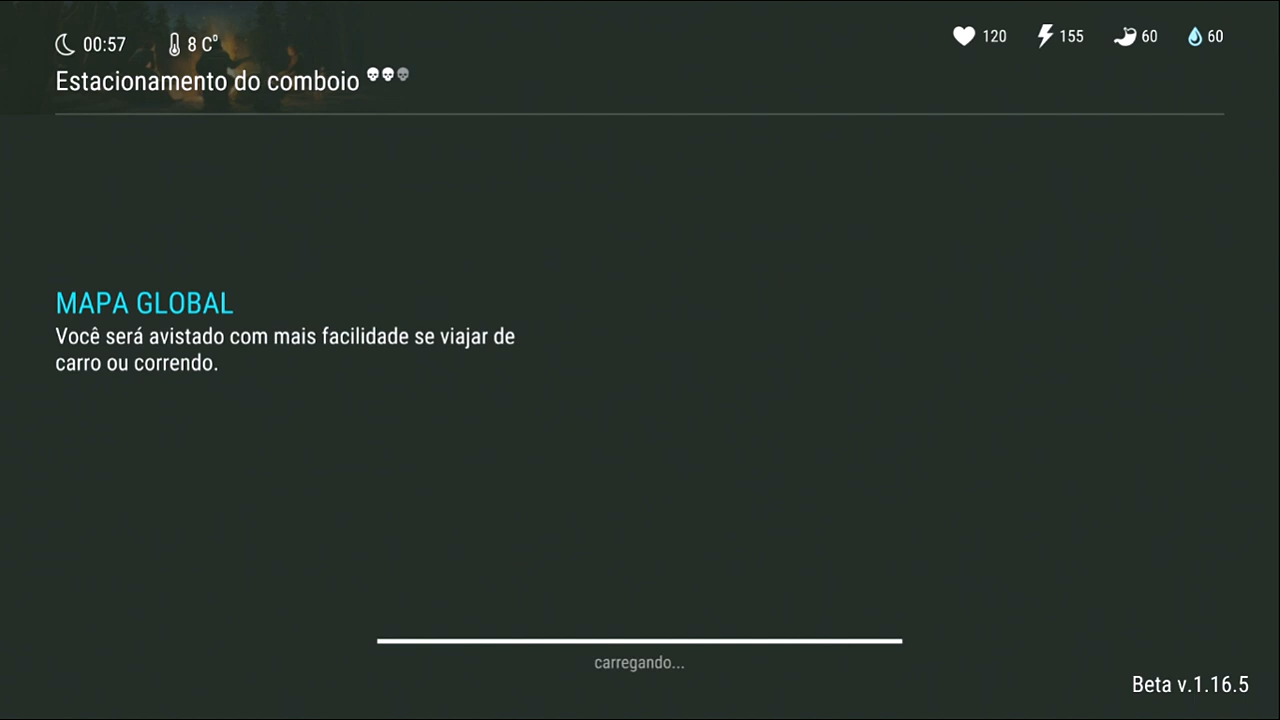 00:57 8 C°
120 155 60 60
Estacionamento do comboio
MAPA GLOBAL
Você será avistado com mais facilidade se viajar de
carro ou correndo.
carregando...
Beta v.1.16.5